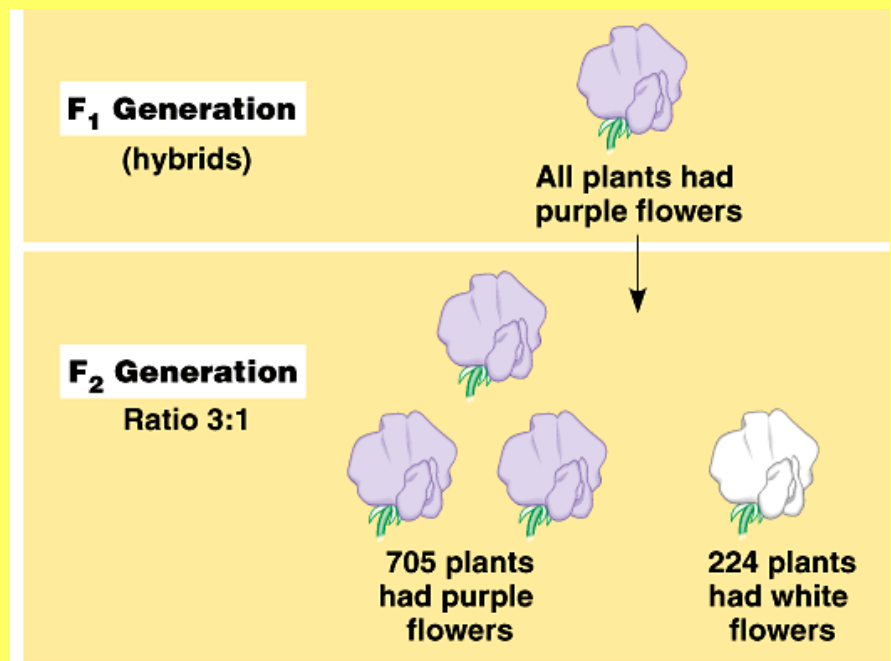 F₁ Generation
(hybrids)
All plants had
purple flowers
F₂ Generation
Ratio 3:1
705 plants
had purple
flowers
224 plants
had white
flowers